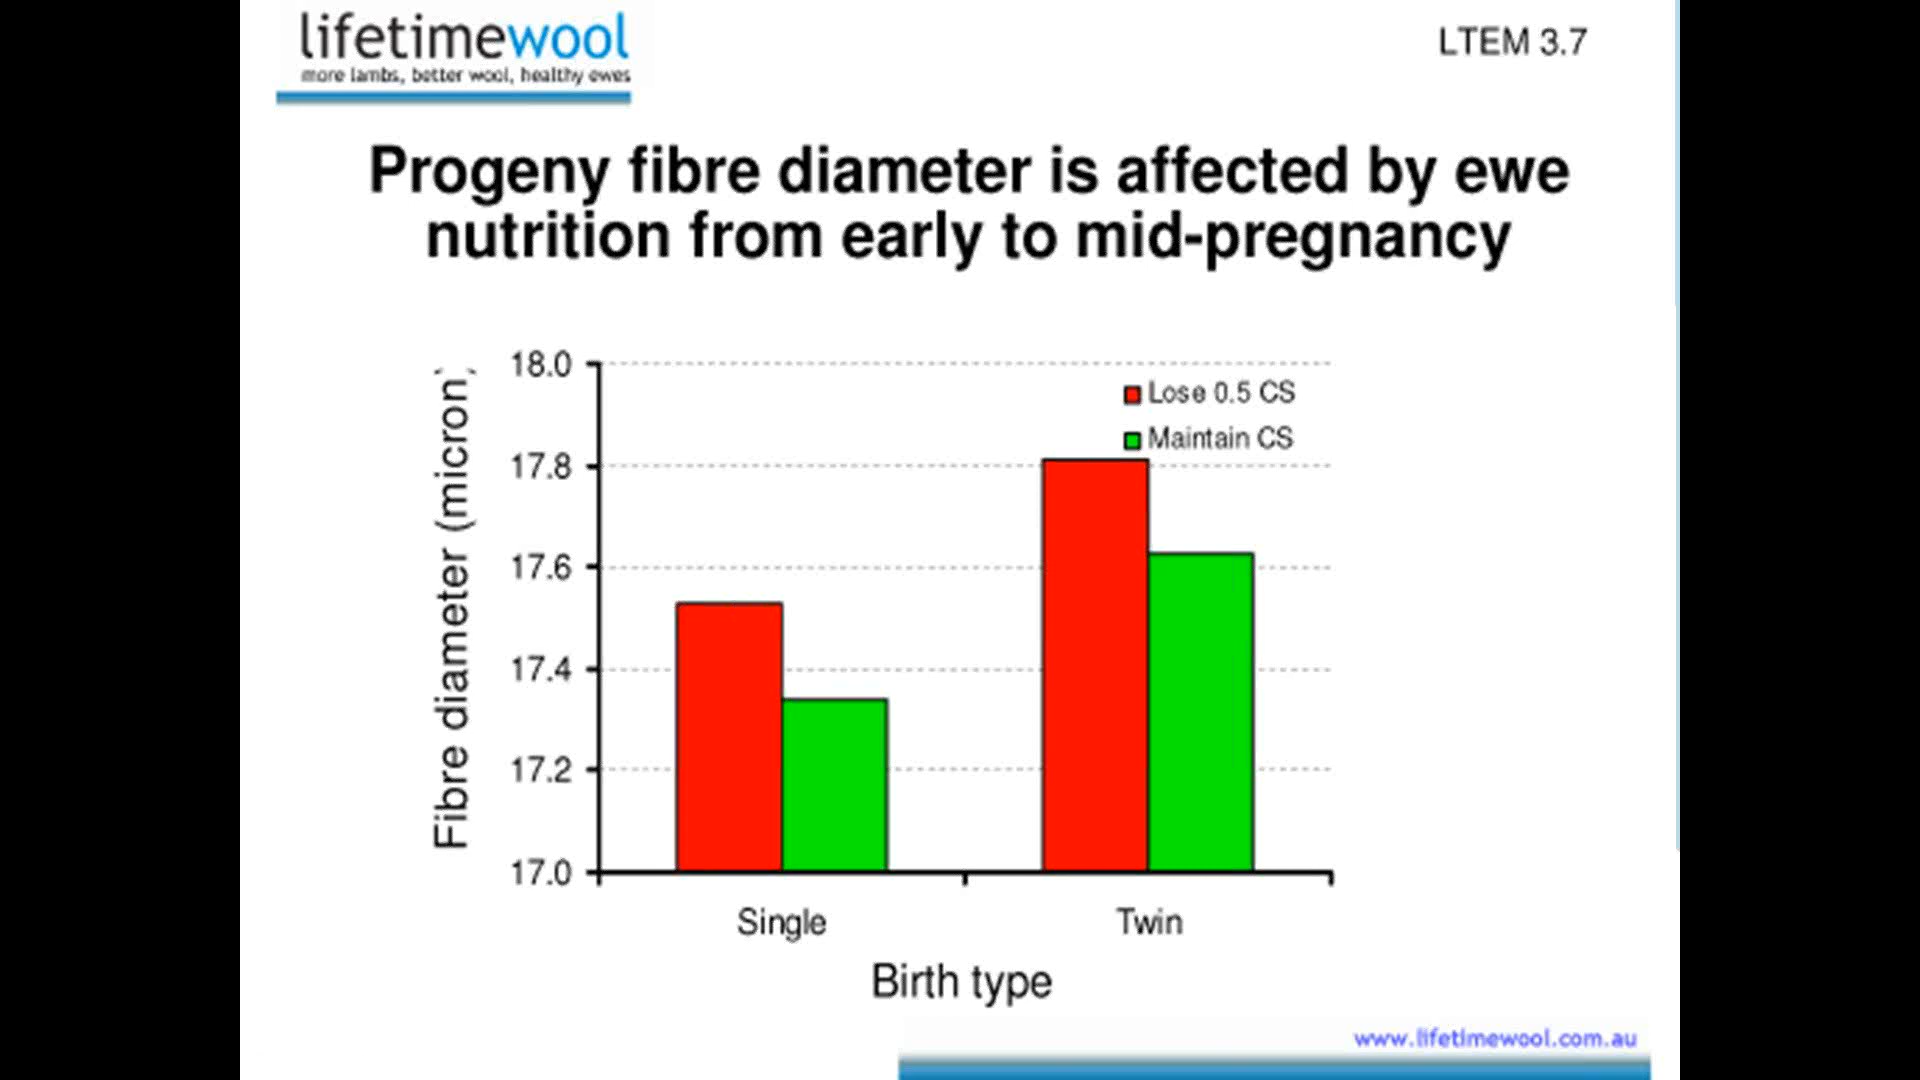 lifetimewool
more lambs, better wool, healthy ewes
LTEM 3.7
Progeny fibre diameter is affected by ewe
nutrition from early to mid-pregnancy
Fibre diameter (micron)
18.0
17.8
17.6
17.4
17.2
17.0
Lose 0.5 CS
Maintain CS
Single
Twin
Birth type
www.lifetimewool.com.au